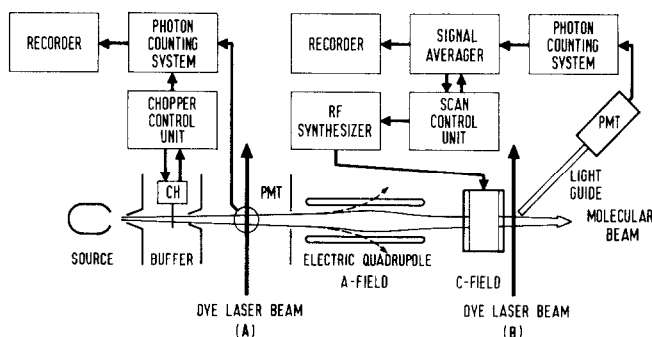 RECORDER
PHOTON
COUNTING
SYSTEM
RECORDER
SIGNAL
AVERAGER
PHOTON
COUNTING
SYSTEM
CHOPPER
CONTROL
UNIT
RF
SYNTHESIZER
SCAN
CONTROL
UNIT
PMT
CH
PMT
LIGHT
GUIDE
MOLECULAR
BEAM
SOURCE
BUFFER
ELECTRIC QUADRUPOLE
A-FIELD
C-FIELD
DYE LASER BEAM
(A)
DYE LASER BEAM
(B)